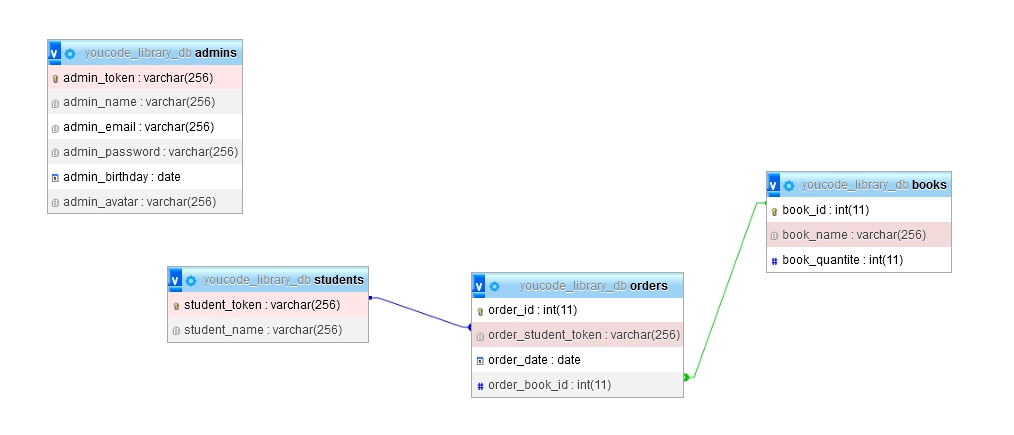 youcode_library_db admins
admin_token : varchar(256)
admin_name : varchar(256)
admin_email : varchar(256)
admin_password : varchar(256)
admin_birthday : date
admin_avatar : varchar(256)
youcode_library_db students
student_token : varchar(256)
student_name : varchar(256)
youcode_library_db orders
order_id : int(11)
order_student_token : varchar(256)
order_date : date
# order_book_id : int(11)
youcode_library_db books
book_id : int(11)
book_name : varchar(256)
# book_quantite : int(11)